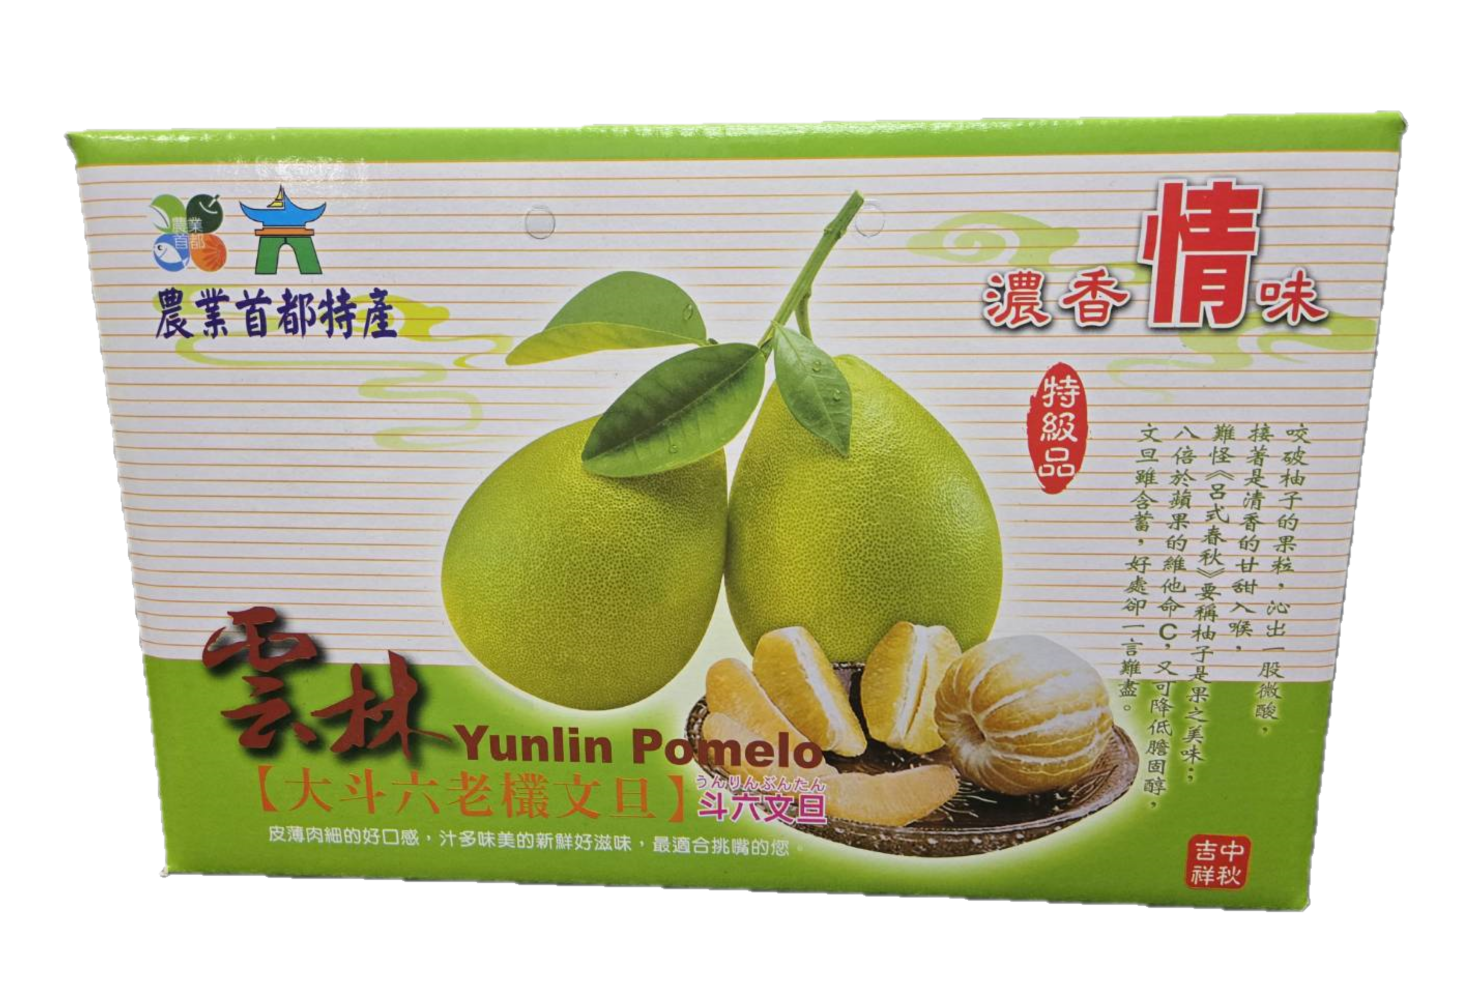 農業
首都
農業首都特產
濃香情味
特級品
咬破柚子的果粒，沁出一股微酸，
接著是清香的甘甜入喉，
難怪《呂式春秋》要稱柚子是果之美味；
八倍於蘋果的維他命C，又可降低膽固醇，
文旦雖含蓄，好處卻一言難盡。
雲林 Yunlin Pomelo
【大斗六老欉文旦】
うんりんぶんたん
斗六文旦
皮薄肉細的好口感，汁多味美的新鮮好滋味，最適合挑嘴的您。
中秋
吉祥